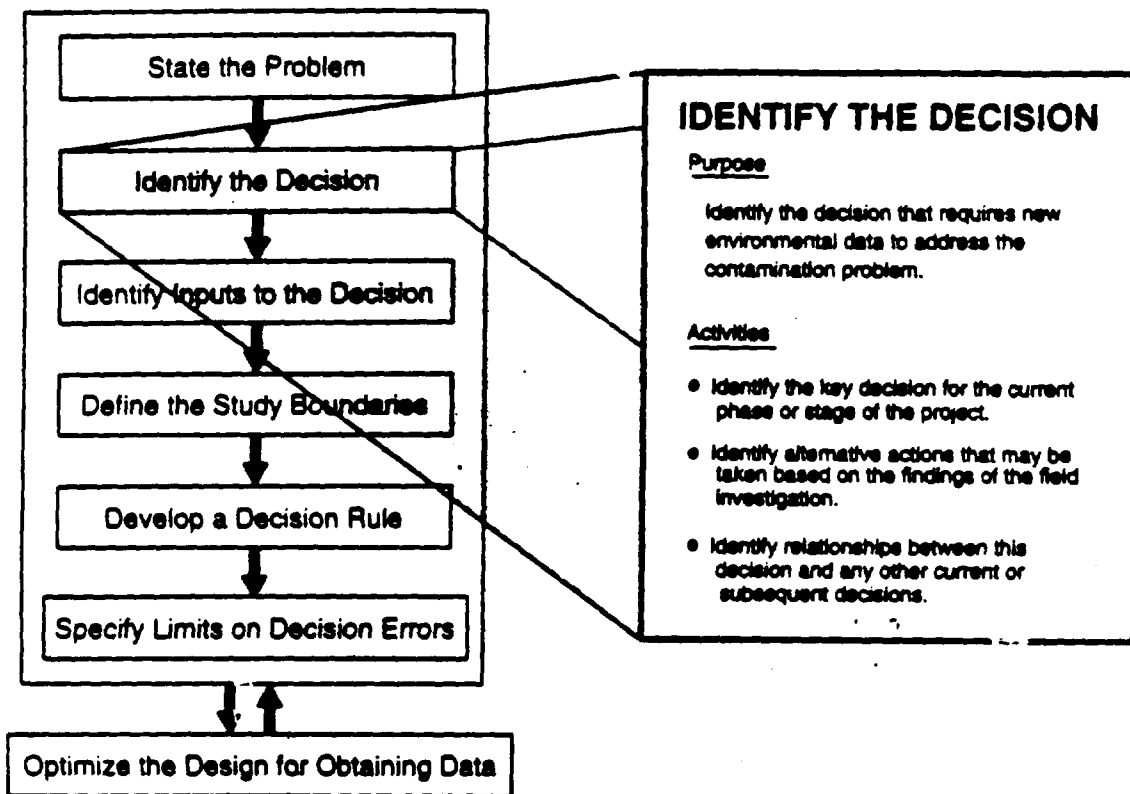 State the Problem
Identify the Decision
Identify Inputs to the Decision
Define the Study Boundaries
Develop a Decision Rule
Specify Limits on Decision Errors
Optimize the Design for Obtaining Data
IDENTIFY THE DECISION
Purpose
Identify the decision that requires new
environmental data to address the
contamination problem.
Activities
• Identify the key decision for the current
phase or stage of the project.
• Identify alternative actions that may be
taken based on the findings of the field
investigation.
• Identify relationships between this
decision and any other current or
subsequent decisions.